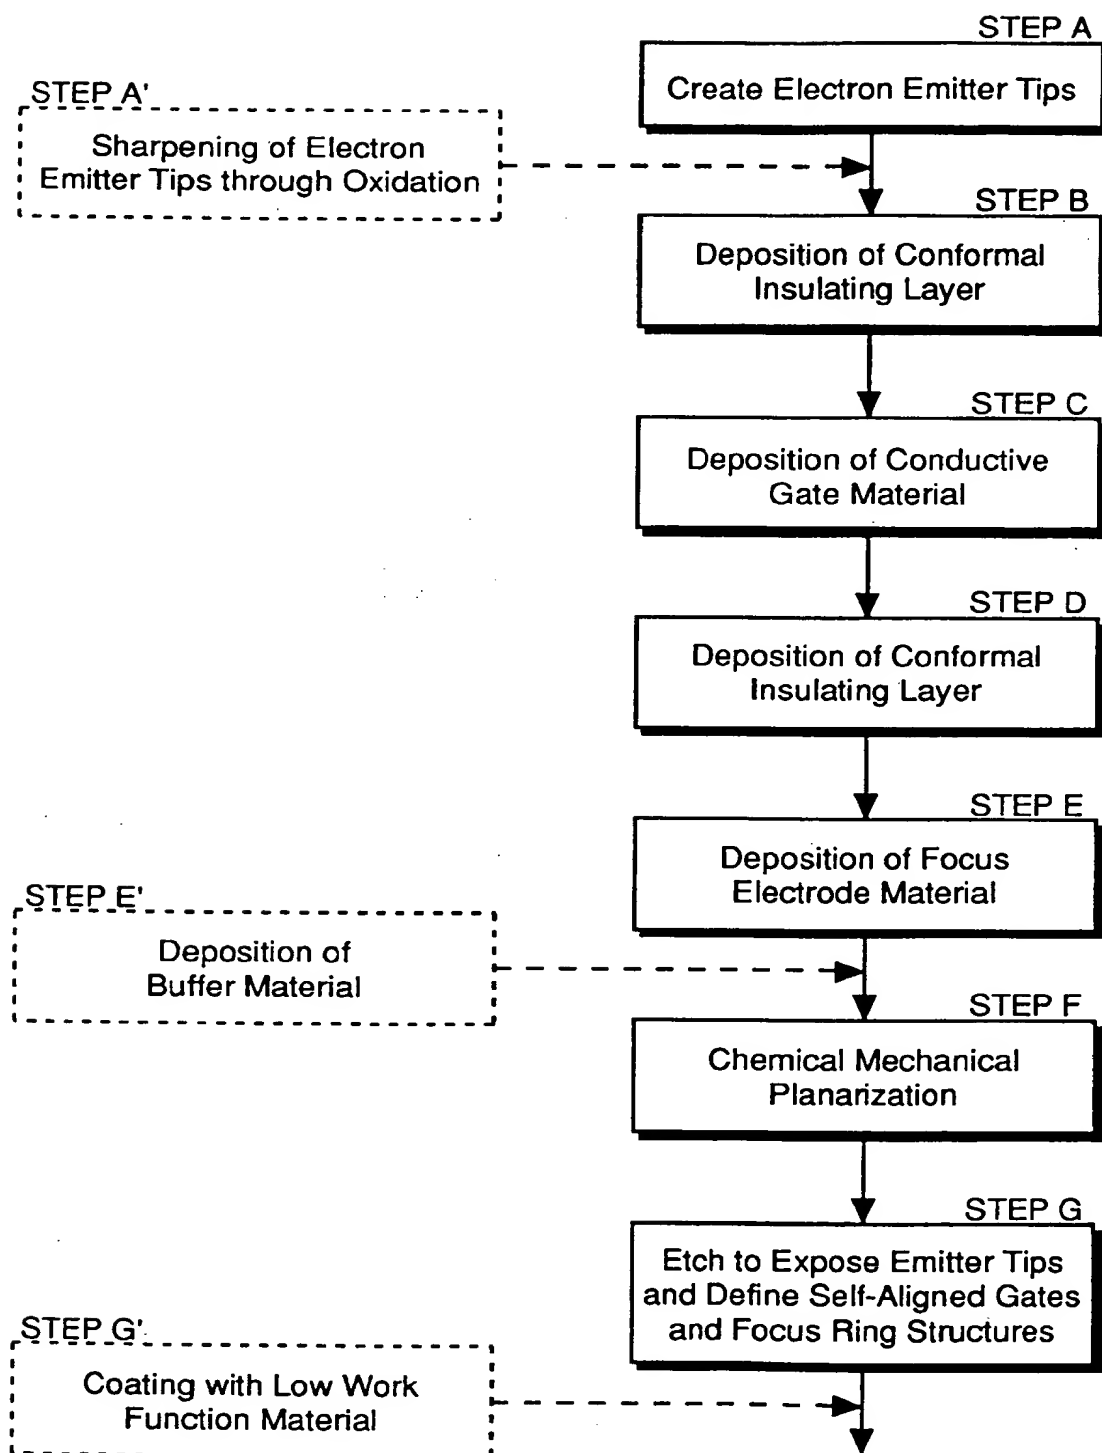 STEP A
Create Electron Emitter Tips
STEP A'
Sharpening of Electron
Emitter Tips through Oxidation
STEP B
Deposition of Conformal
Insulating Layer
STEP C
Deposition of Conductive
Gate Material
STEP D
Deposition of Conformal
Insulating Layer
STEP E
Deposition of Focus
Electrode Material
STEP E'
Deposition of
Buffer Material
STEP F
Chemical Mechanical
Planarization
STEP G
Etch to Expose Emitter Tips
and Define Self-Aligned Gates
and Focus Ring Structures
STEP G'
Coating with Low Work
Function Material